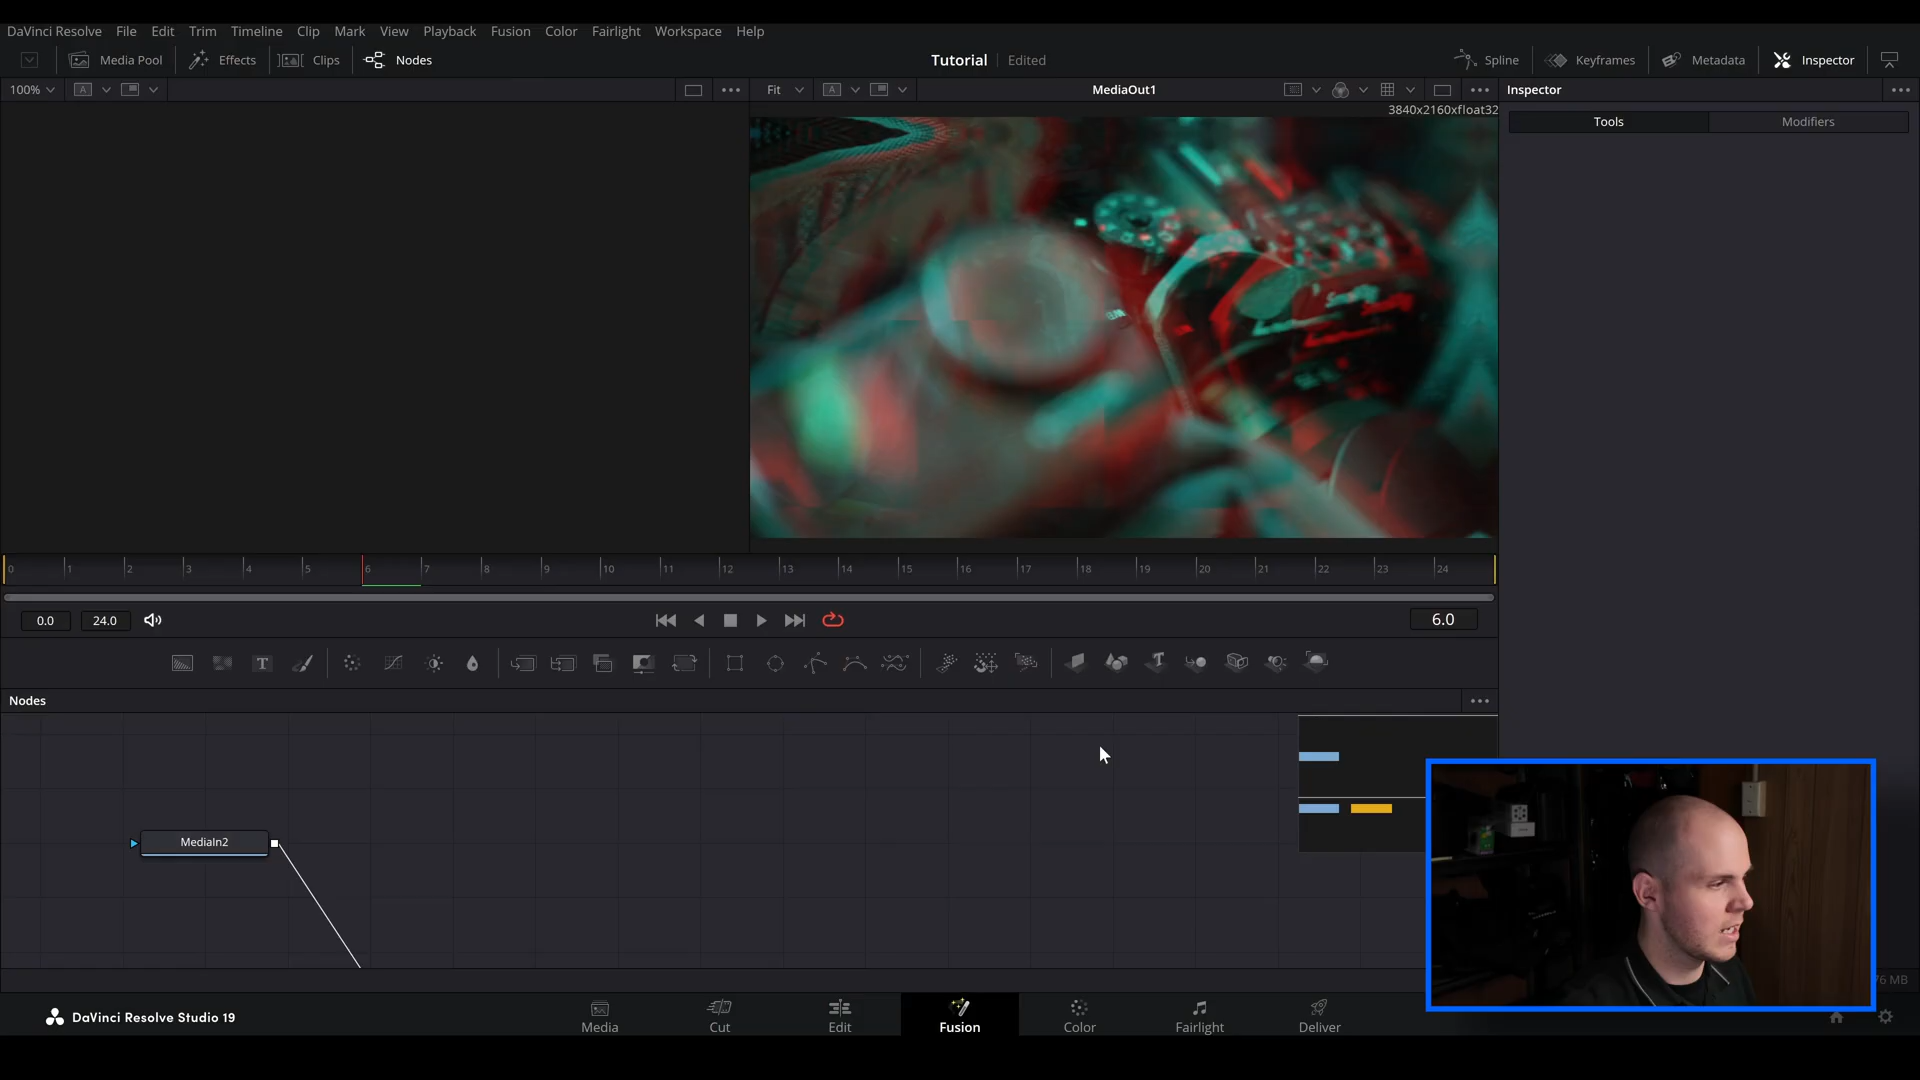 DaVinci Resolve File Edit Trim Timeline Clip Mark View Playback Fusion Color Fairlight Workspace Help
Media Pool Effects Clips Nodes Tutorial Edited Spline Keyframes Metadata Inspector
100% A Fit A MediaOut1 Inspector
3840x2160xfloat32
Tools Modifiers
0 1 2 3 4 5 6 7 8 9 10 11 12 13 14 15 16 17 18 19 20 21 22 23 24
0.0 24.0 6.0
T T
Nodes
MediaIn2
76 MB
DaVinci Resolve Studio 19
Media Cut Edit Fusion Color Fairlight Deliver